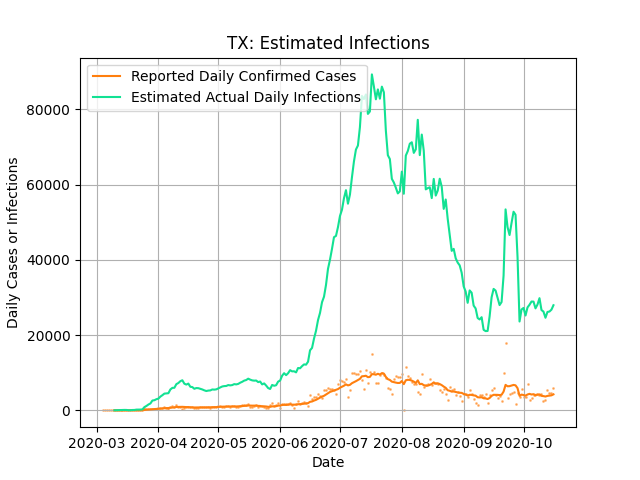 TX: Estimated Infections
Reported Daily Confirmed Cases
Estimated Actual Daily Infections
Daily Cases or Infections
80000
60000
40000
20000
0
2020-03 2020-04 2020-05 2020-06 2020-07 2020-08 2020-09 2020-10
Date